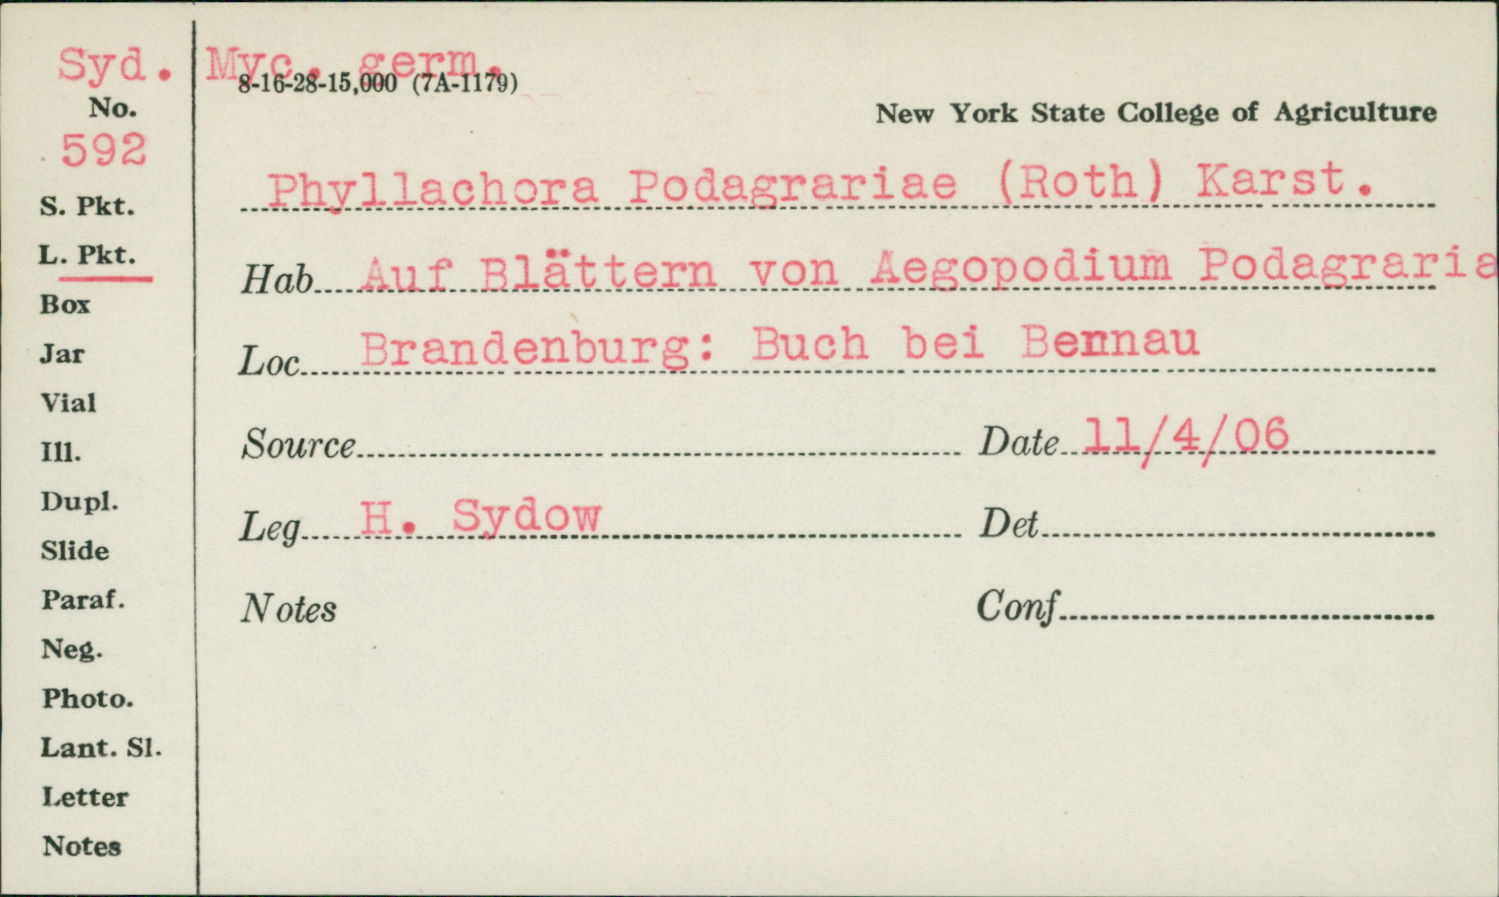 Syd. Myc. germ.
8-16-28-15,000 (7A-1179)
No.
592
New York State College of Agriculture
Phyllachora Podagrariae (Roth) Karst.
S. Pkt.
L. Pkt.
Hab Auf Blättern von Aegopodium Podagraria
Box
Jar
Loc Brandenburg: Buch bei Bennau
Vial
Ill.
Source Date 11/4/06
Dupl.
Leg H. Sydow Det
Slide
Paraf.
Notes Conf
Neg.
Photo.
Lant. Sl.
Letter
Notes